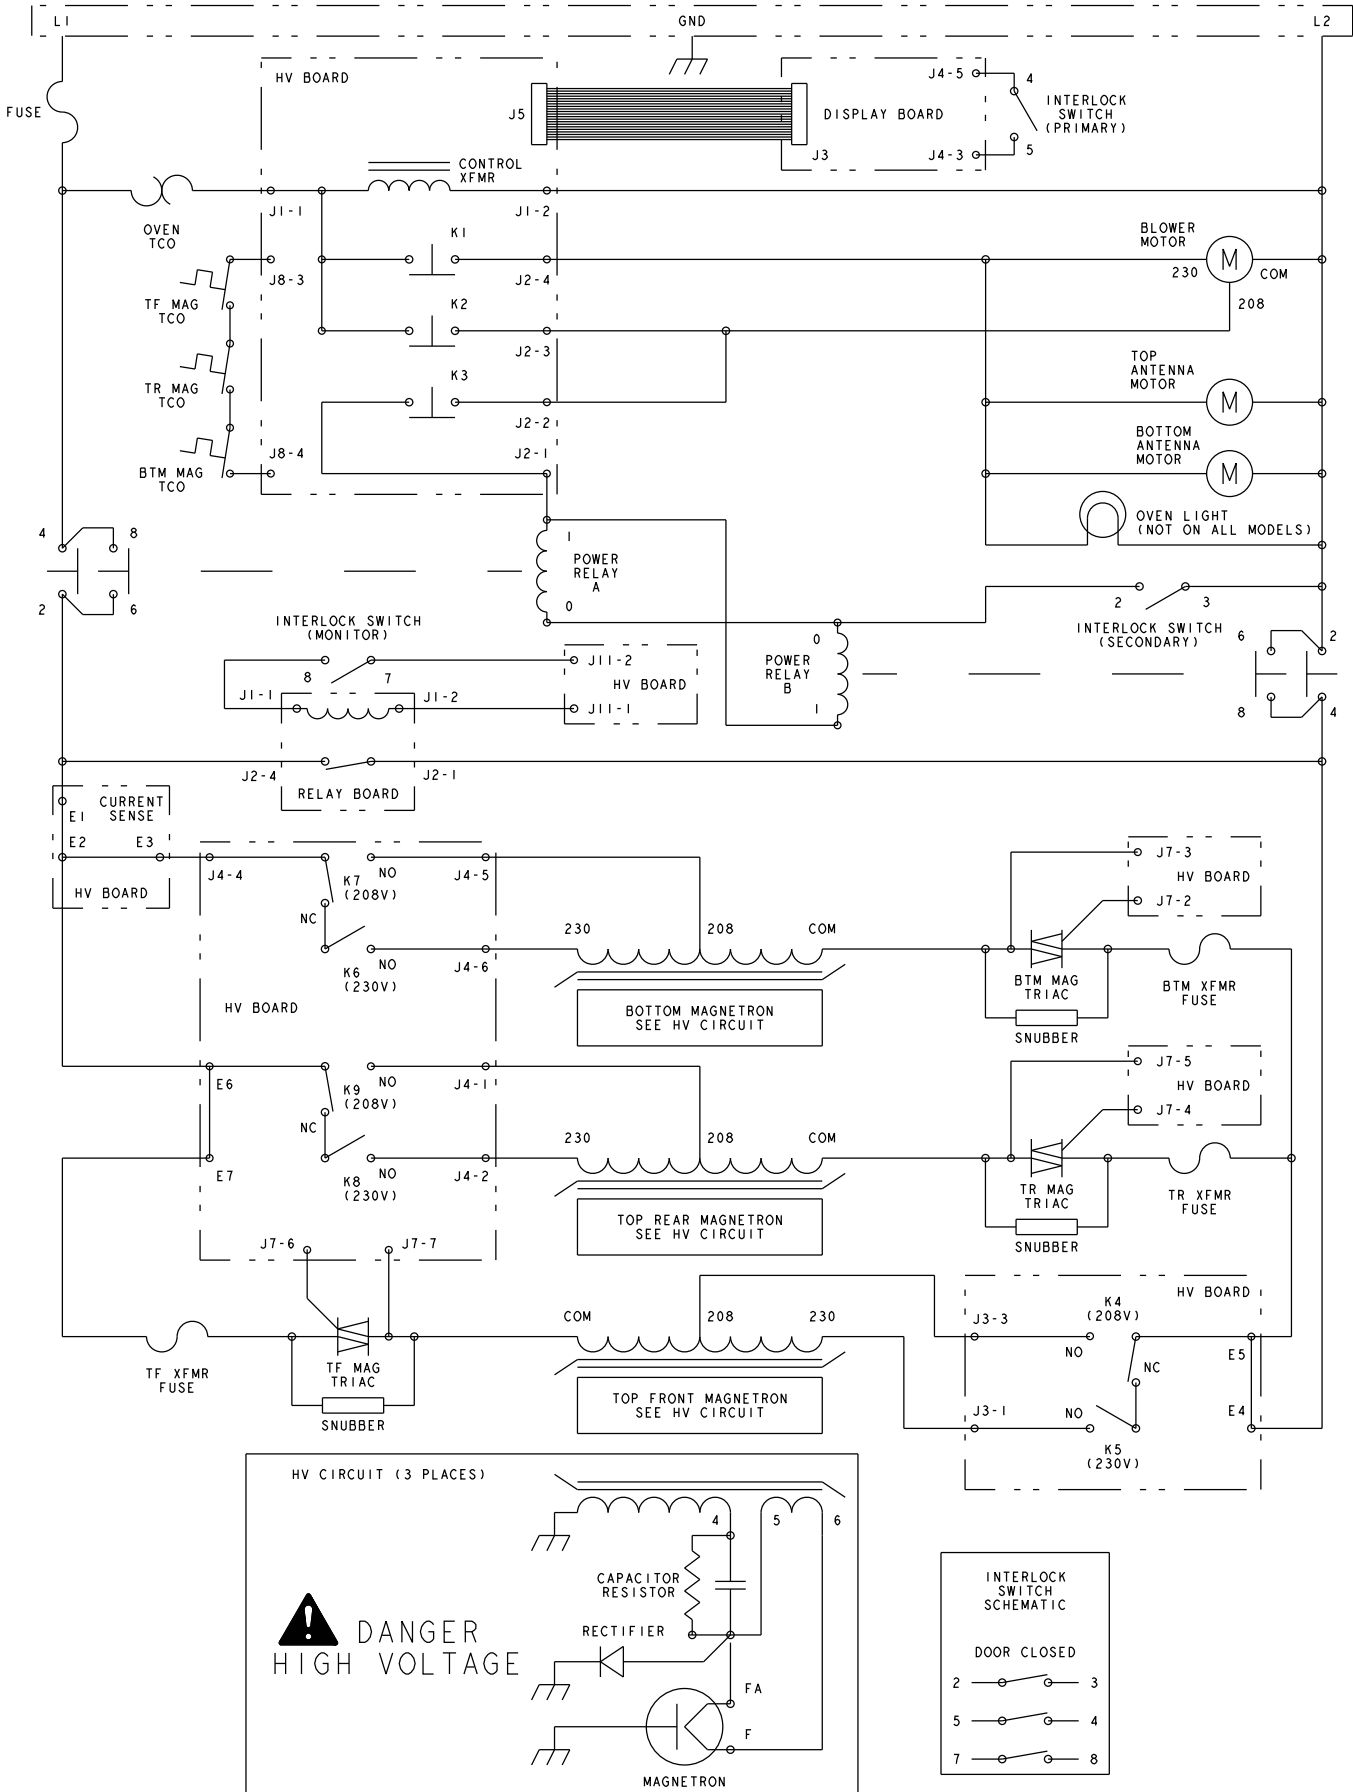 L1
GND
L2
HV BOARD
J4-5
4
FUSE
J5
DISPLAY BOARD
INTERLOCK
SWITCH
(PRIMARY)
J3
J4-3
5
CONTROL
XFMR
J1-1
J1-2
OVEN
TCO
K1
BLOWER
MOTOR
M
230
COM
J8-3
J2-4
TF MAG
TCO
K2
208
J2-3
TR MAG
TCO
K3
TOP
ANTENNA
MOTOR
M
J2-2
J8-4
J2-1
BTM MAG
TCO
BOTTOM
ANTENNA
MOTOR
M
OVEN LIGHT
(NOT ON ALL MODELS)
4
8
1
POWER
RELAY
A
0
2
6
2
3
INTERLOCK SWITCH
(MONITOR)
INTERLOCK SWITCH
(SECONDARY)
6
2
0
POWER
RELAY
B
1
8
7
J11-2
HV BOARD
J11-1
J1-1
J1-2
8
4
J2-4
J2-1
RELAY BOARD
CURRENT
SENSE
E1
E2
E3
HV BOARD
J4-4
K7
(208V)
NO
J4-5
NC
K6
(230V)
NO
J4-6
HV BOARD
230
208
COM
BOTTOM MAGNETRON
SEE HV CIRCUIT
J7-3
HV BOARD
J7-2
BTM MAG
TRIAC
SNUBBER
BTM XFMR
FUSE
E6
K9
(208V)
NO
J4-1
NC
E7
K8
(230V)
NO
J4-2
230
208
COM
TOP REAR MAGNETRON
SEE HV CIRCUIT
J7-5
HV BOARD
J7-4
TR MAG
TRIAC
SNUBBER
TR XFMR
FUSE
J7-6
J7-7
TF XFMR
FUSE
TF MAG
TRIAC
SNUBBER
COM
208
230
TOP FRONT MAGNETRON
SEE HV CIRCUIT
HV BOARD
J3-3
K4
(208V)
NO
NC
E5
J3-1
NO
E4
K5
(230V)
HV CIRCUIT (3 PLACES)
4
5
6
CAPACITOR
RESISTOR
RECTIFIER
! DANGER
HIGH VOLTAGE
FA
F
MAGNETRON
INTERLOCK
SWITCH
SCHEMATIC
DOOR CLOSED
2 3
5 4
7 8